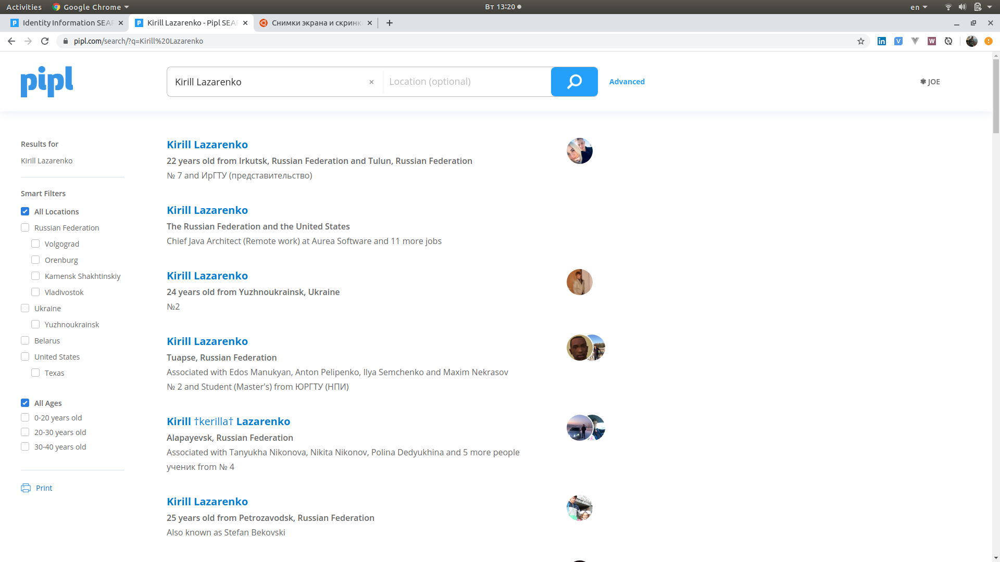 Activities Google Chrome Вт 13:20 en
Identity Information SEAR Kirill Lazarenko - Pipl SEAR Снимки экрана и скринка
pipl.com/search/?q=Kirill%20Lazarenko
pipl Kirill Lazarenko × Location (optional) Advanced JOE
Results for
Kirill Lazarenko
Smart Filters
All Locations
Russian Federation
Volgograd
Orenburg
Kamensk Shakhtinskiy
Vladivostok
Ukraine
Yuzhnoukrainsk
Belarus
United States
Texas
All Ages
0-20 years old
20-30 years old
30-40 years old
Print
Kirill Lazarenko
22 years old from Irkutsk, Russian Federation and Tulun, Russian Federation
№ 7 and ИрГТУ (представительство)
Kirill Lazarenko
The Russian Federation and the United States
Chief Java Architect (Remote work) at Aurea Software and 11 more jobs
Kirill Lazarenko
24 years old from Yuzhnoukrainsk, Ukraine
№2
Kirill Lazarenko
Tuapse, Russian Federation
Associated with Edos Manukyan, Anton Pelipenko, Ilya Semchenko and Maxim Nekrasov
№ 2 and Student (Master's) from ЮРГТУ (НПИ)
Kirill †kerilla† Lazarenko
Alapayevsk, Russian Federation
Associated with Tanyukha Nikonova, Nikita Nikonov, Polina Dedyukhina and 5 more people
ученик from № 4
Kirill Lazarenko
25 years old from Petrozavodsk, Russian Federation
Also known as Stefan Bekovski